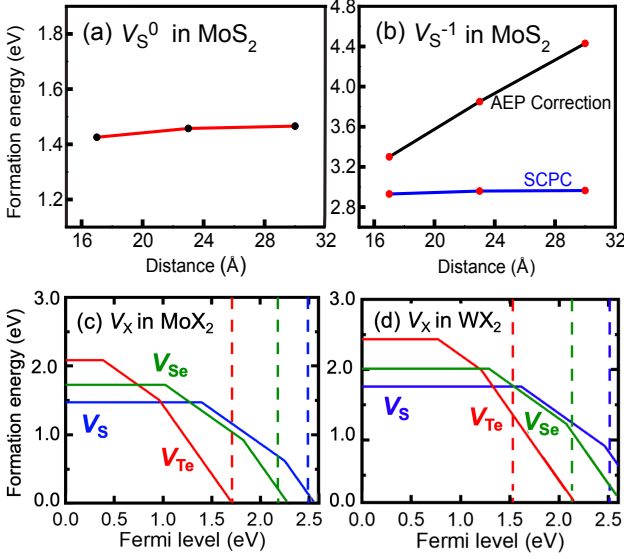 (a) V_S^0 in MoS_2
Formation energy (eV)
1.8
1.6
1.4
1.2
16 20 24 28 32
Distance (Å)
(b) V_S^-1 in MoS_2
4.4
4.0
3.6
3.2
2.8
AEP Correction
SCPC
16 20 24 28 32
Distance (Å)
(c) V_X in MoX_2
Formation energy (eV)
3.0
2.0
1.0
0.0
V_Se
V_S
V_Te
0.0 0.5 1.0 1.5 2.0 2.5
Fermi level (eV)
(d) V_X in WX_2
3.0
2.0
1.0
0.0
V_S
V_Te
V_Se
0.0 0.5 1.0 1.5 2.0 2.5
Fermi level (eV)